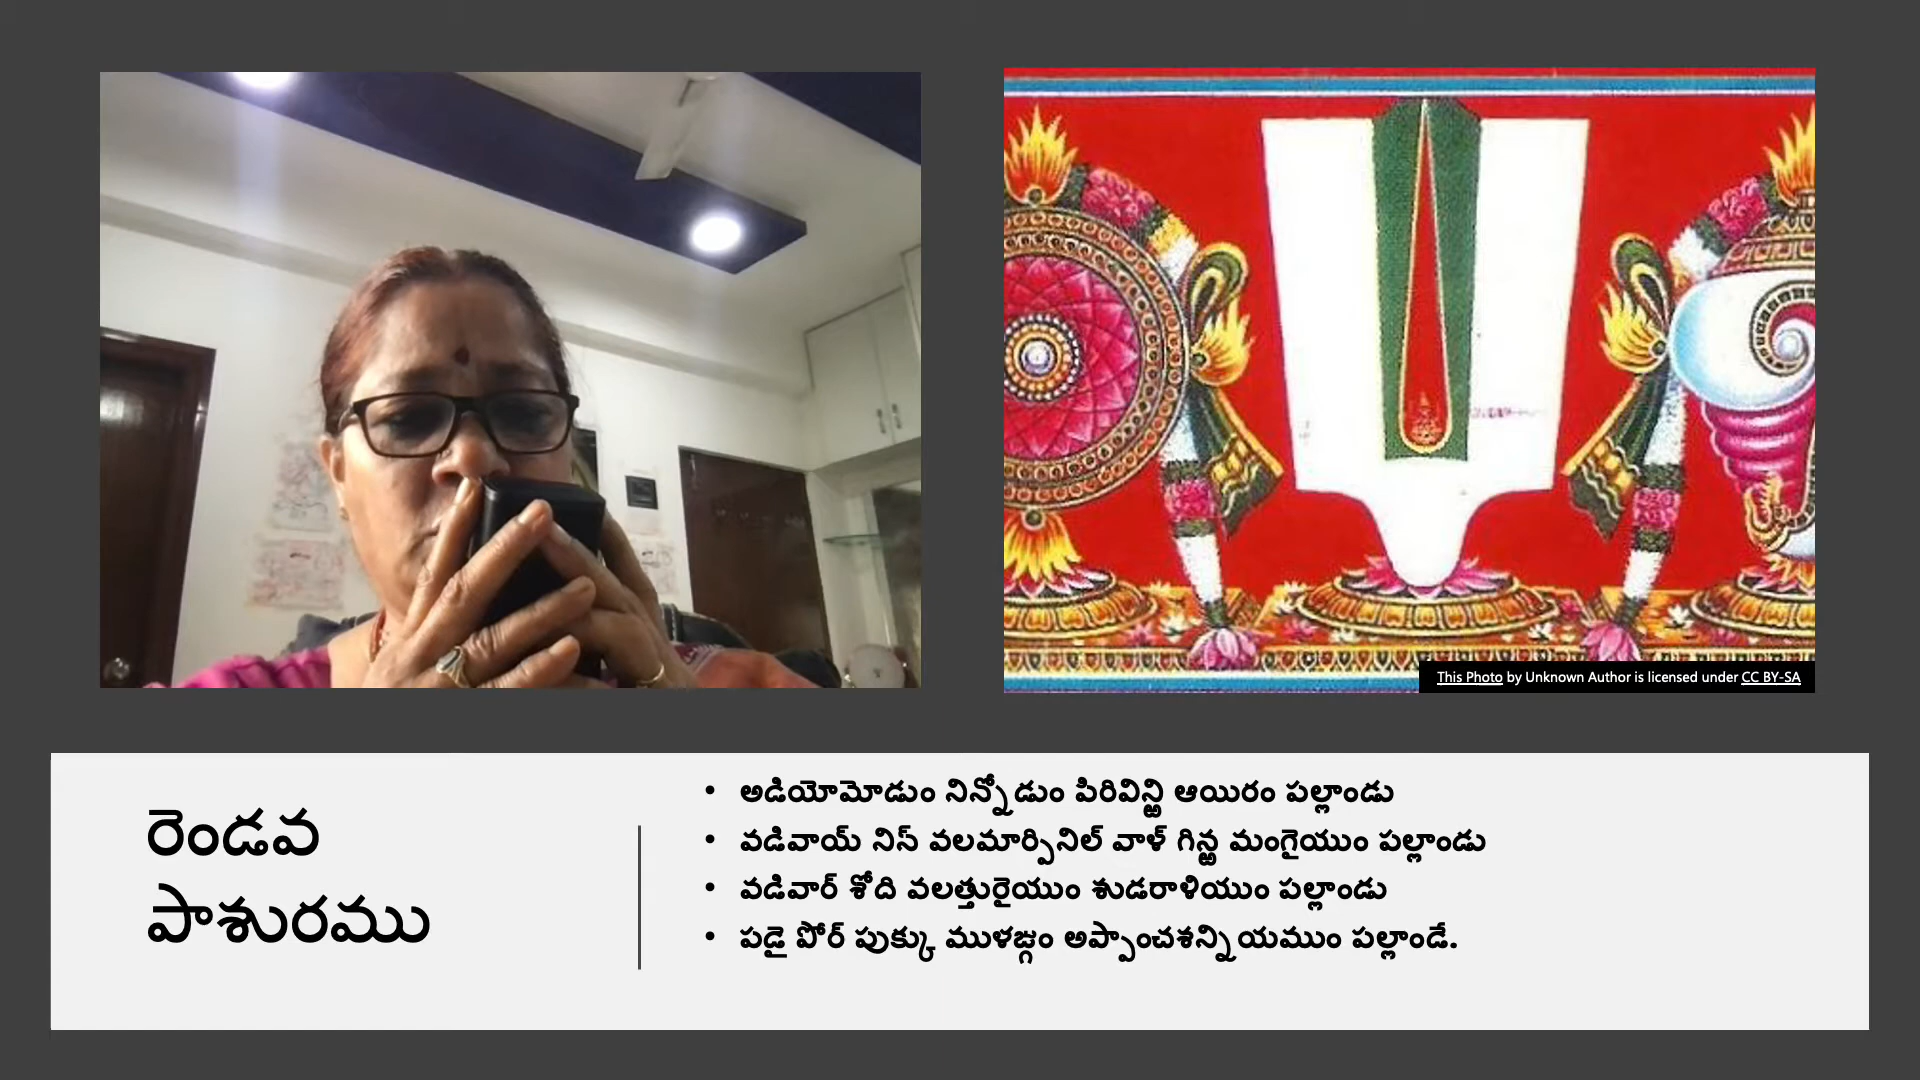 This Photo by Unknown Author is licensed under CC BY-SA
రెండవ
పాశురము
• అడియోమోడుం నిన్నోడుం పిరివిన్ఱి ఆయిరం పల్లాండు
• వడివాయ్ నిన్ వలమార్పినిల్ వాళ్ గిన్ఱ మంగైయుం పల్లాండు
• వడివార్ శోది వలత్తురైయుం శుడరాళియుం పల్లాండు
• పడై పోర్ పుక్కు ముళఙ్గం అప్పాంచశన్నియముం పల్లాండే.